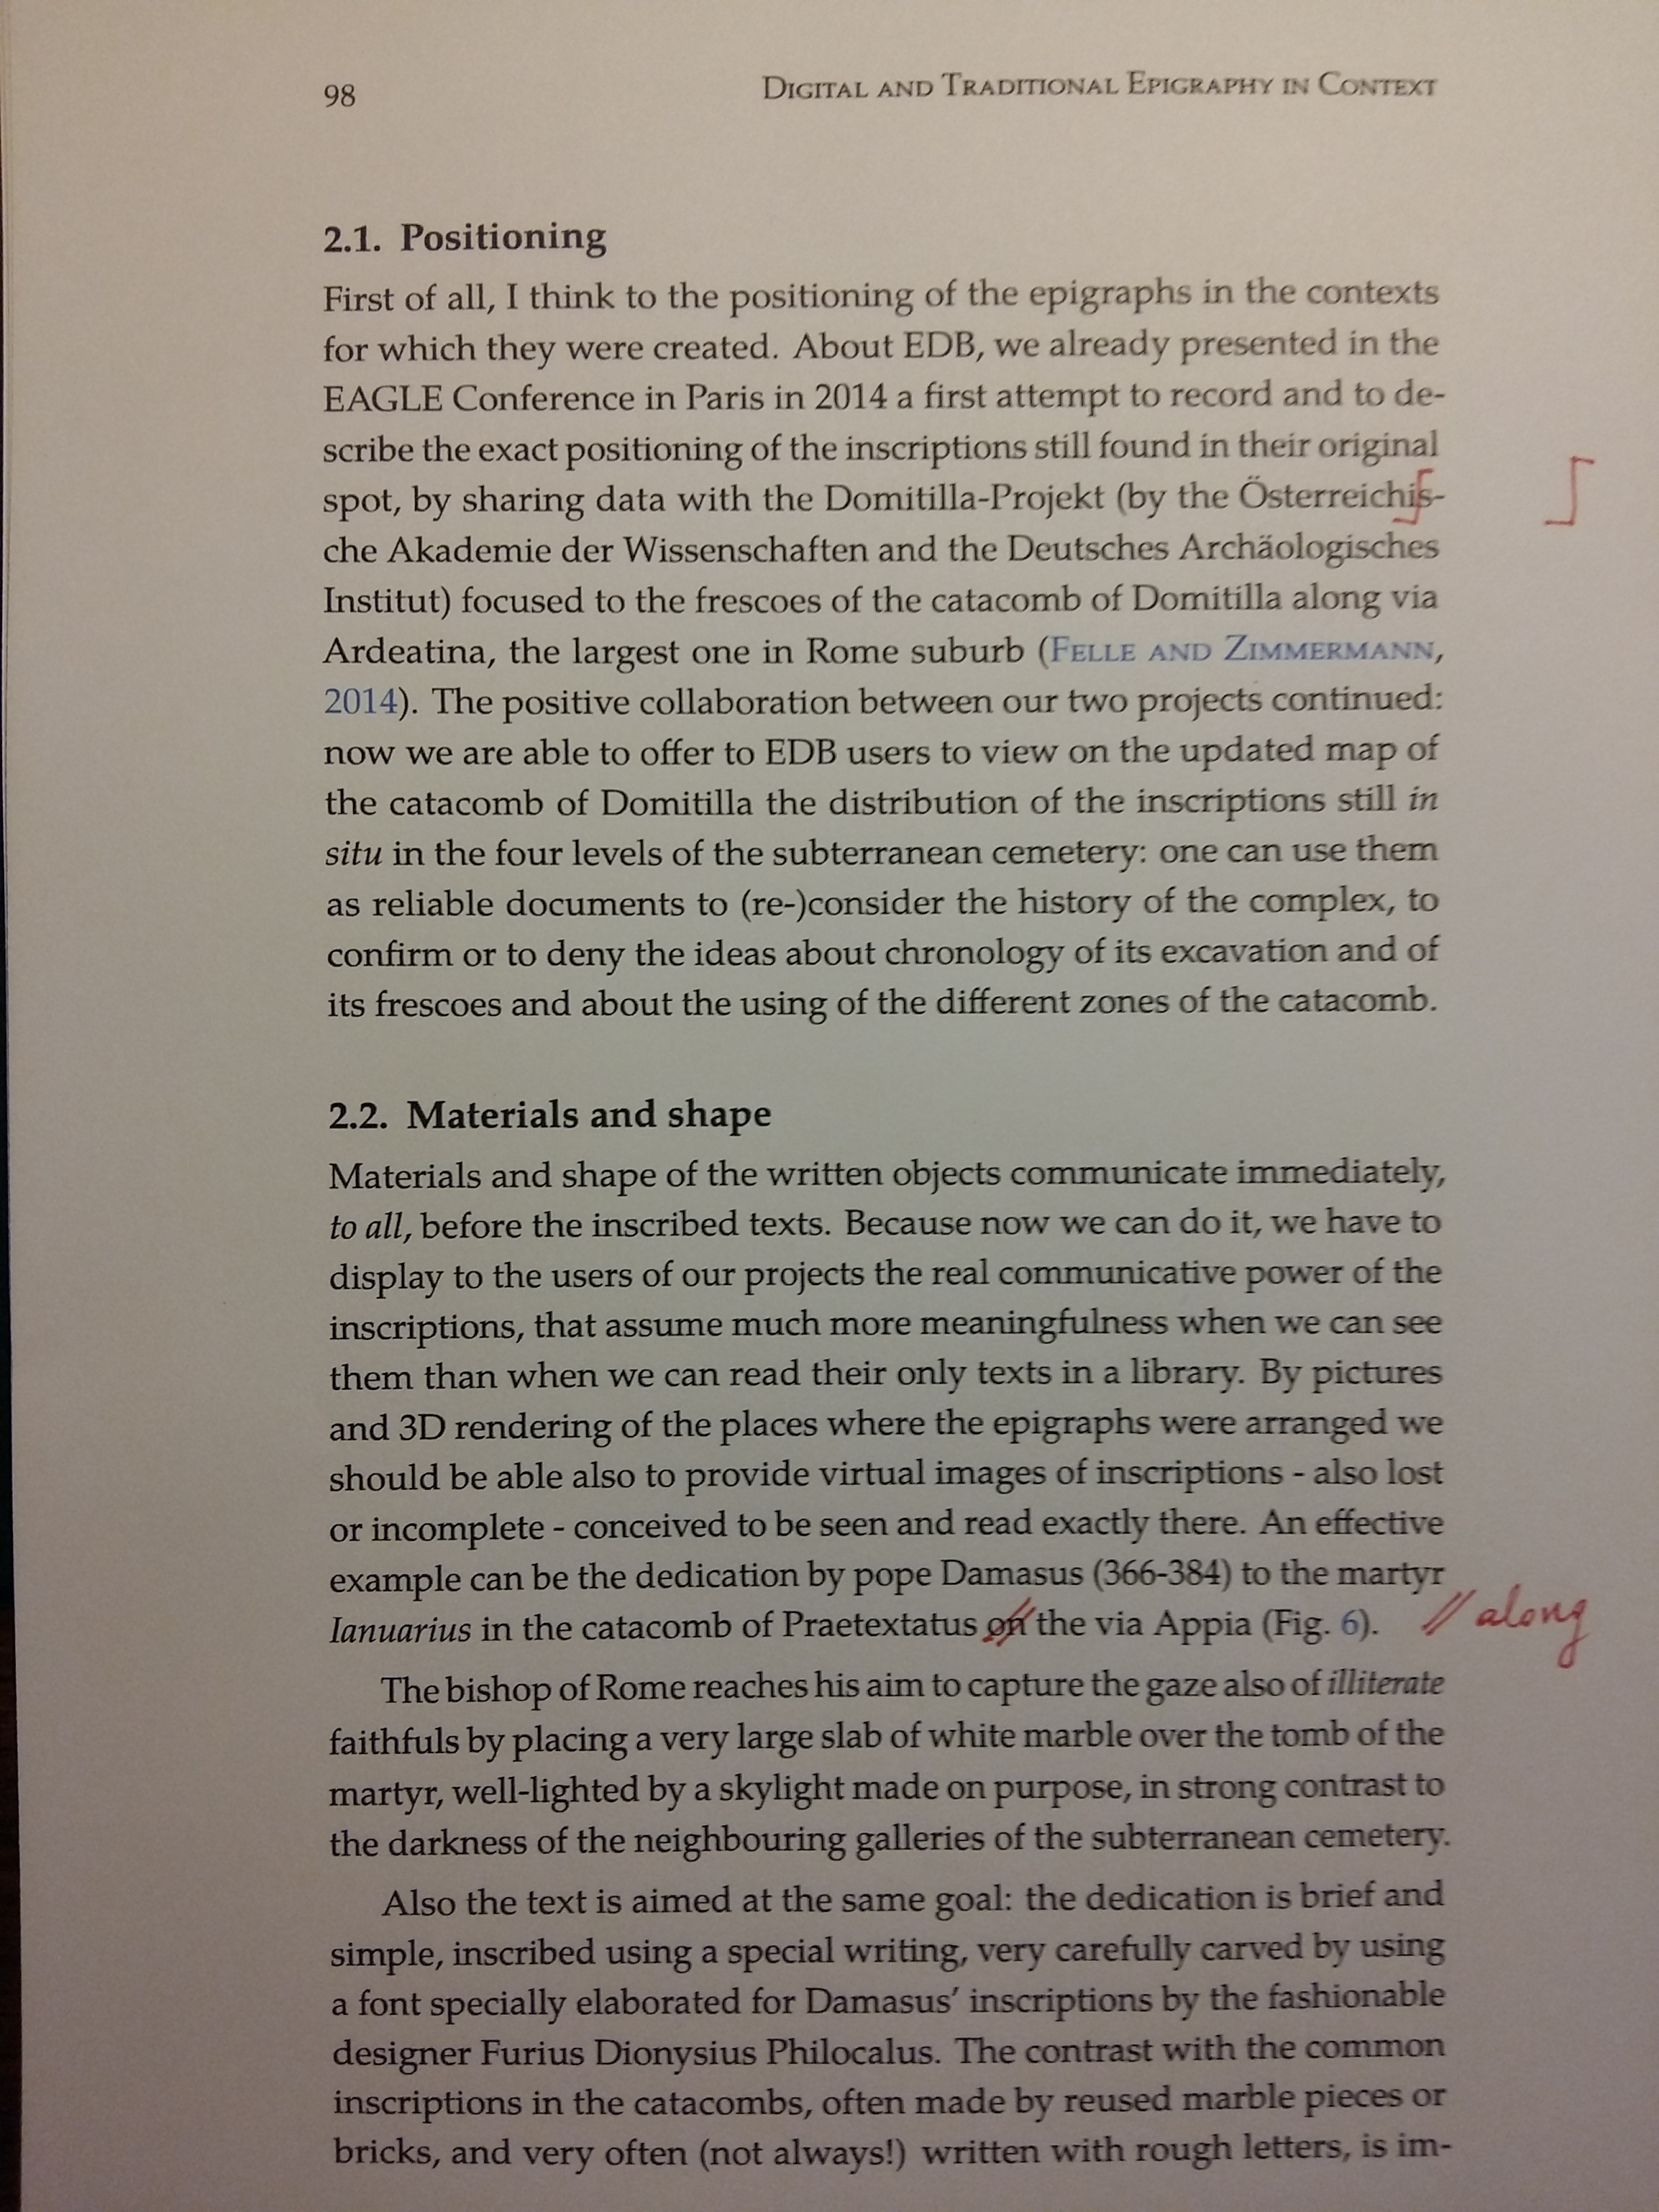 98 DIGITAL AND TRADITIONAL EPIGRAPHY IN CONTEXT
2.1. Positioning
First of all, I think to the positioning of the epigraphs in the contexts
for which they were created. About EDB, we already presented in the
EAGLE Conference in Paris in 2014 a first attempt to record and to de-
scribe the exact positioning of the inscriptions still found in their original
spot, by sharing data with the Domitilla-Projekt (by the Österreichis-
che Akademie der Wissenschaften and the Deutsches Archäologisches
Institut) focused to the frescoes of the catacomb of Domitilla along via
Ardeatina, the largest one in Rome suburb (FELLE AND ZIMMERMANN,
2014). The positive collaboration between our two projects continued:
now we are able to offer to EDB users to view on the updated map of
the catacomb of Domitilla the distribution of the inscriptions still in
situ in the four levels of the subterranean cemetery: one can use them
as reliable documents to (re-)consider the history of the complex, to
confirm or to deny the ideas about chronology of its excavation and of
its frescoes and about the using of the different zones of the catacomb.
2.2. Materials and shape
Materials and shape of the written objects communicate immediately,
to all, before the inscribed texts. Because now we can do it, we have to
display to the users of our projects the real communicative power of the
inscriptions, that assume much more meaningfulness when we can see
them than when we can read their only texts in a library. By pictures
and 3D rendering of the places where the epigraphs were arranged we
should be able also to provide virtual images of inscriptions - also lost
or incomplete - conceived to be seen and read exactly there. An effective
example can be the dedication by pope Damasus (366-384) to the martyr
Ianuarius in the catacomb of Praetextatus on the via Appia (Fig. 6). // along
The bishop of Rome reaches his aim to capture the gaze also of illiterate
faithfuls by placing a very large slab of white marble over the tomb of the
martyr, well-lighted by a skylight made on purpose, in strong contrast to
the darkness of the neighbouring galleries of the subterranean cemetery.
Also the text is aimed at the same goal: the dedication is brief and
simple, inscribed using a special writing, very carefully carved by using
a font specially elaborated for Damasus' inscriptions by the fashionable
designer Furius Dionysius Philocalus. The contrast with the common
inscriptions in the catacombs, often made by reused marble pieces or
bricks, and very often (not always!) written with rough letters, is im-